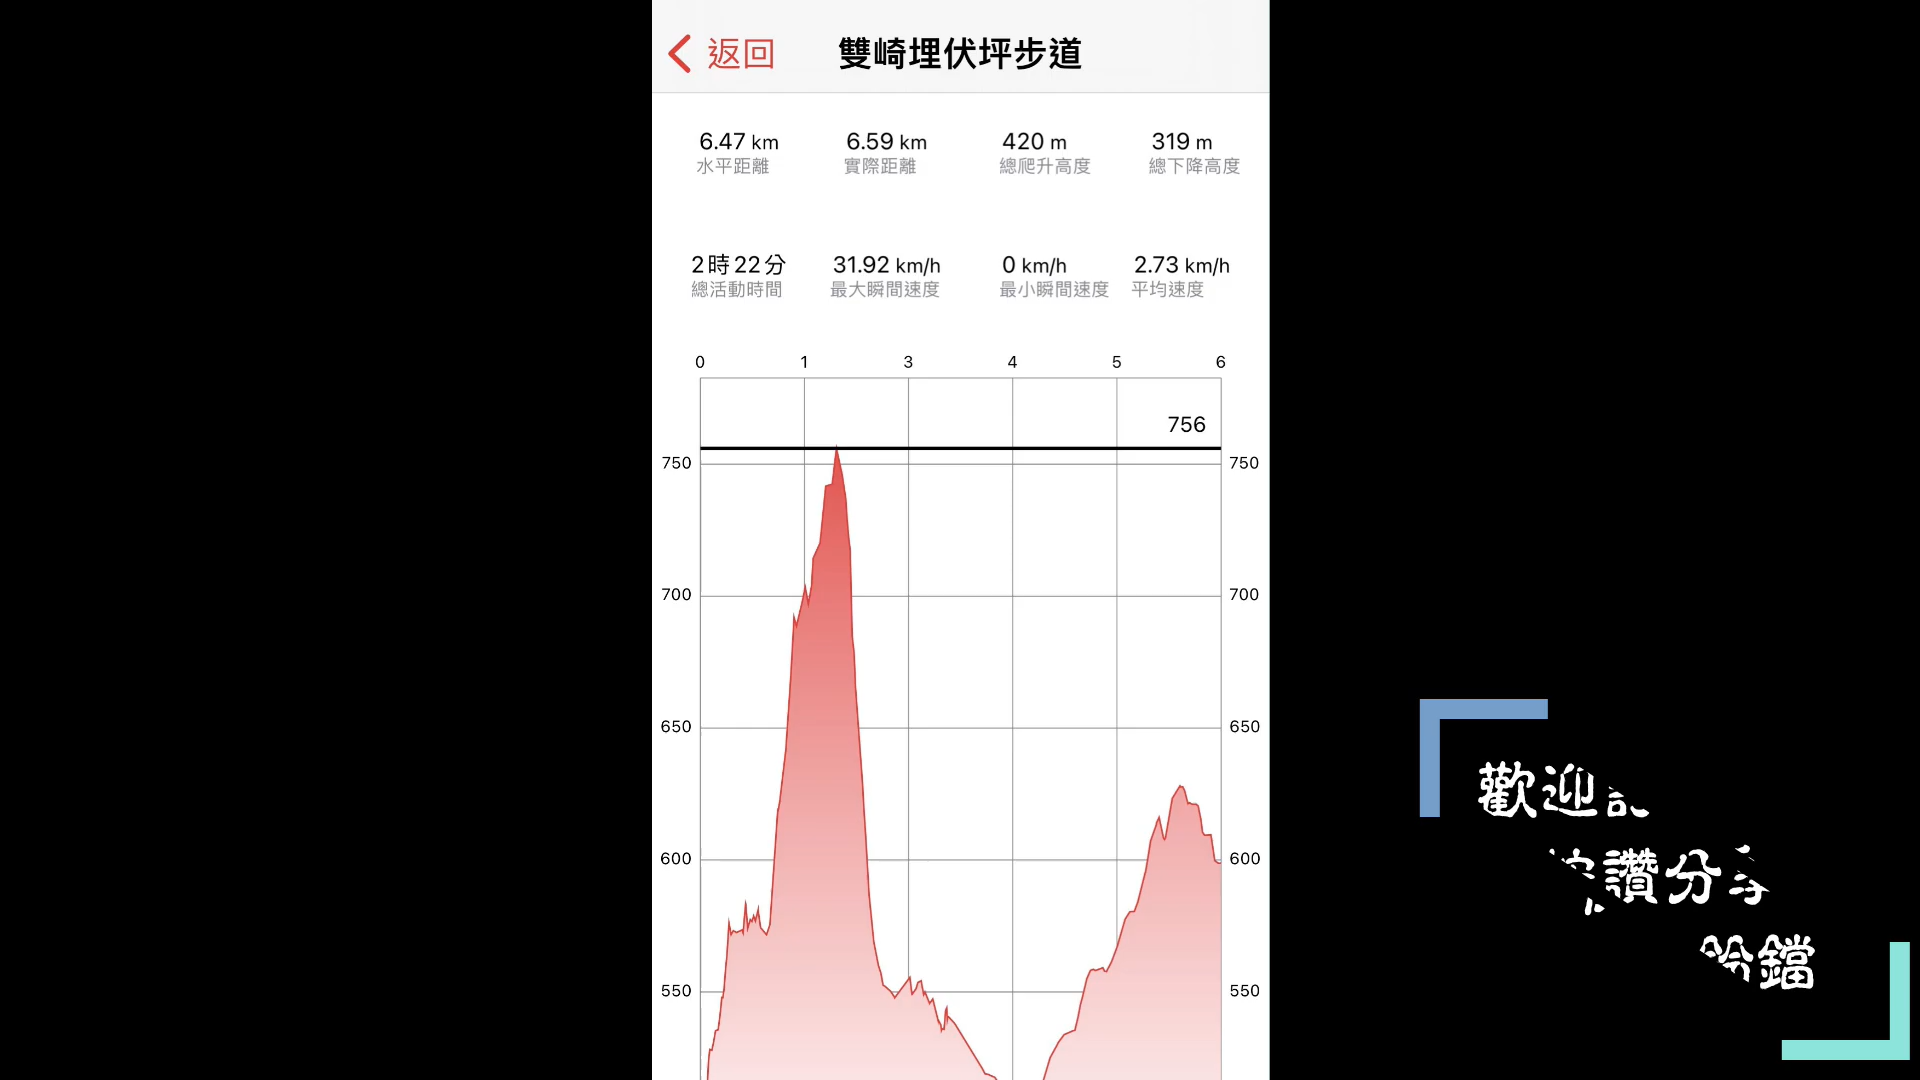 返回 雙崎埋伏坪步道
6.47 km 6.59 km 420 m 319 m
水平距離 實際距離 總爬升高度 總下降高度
2時22分 31.92 km/h 0 km/h 2.73 km/h
總活動時間 最大瞬間速度 最小瞬間速度 平均速度
0 1 3 4 5 6
756
750 750
700 700
650 650
600 600
550 550
歡迎
讚分享
鈴鐺